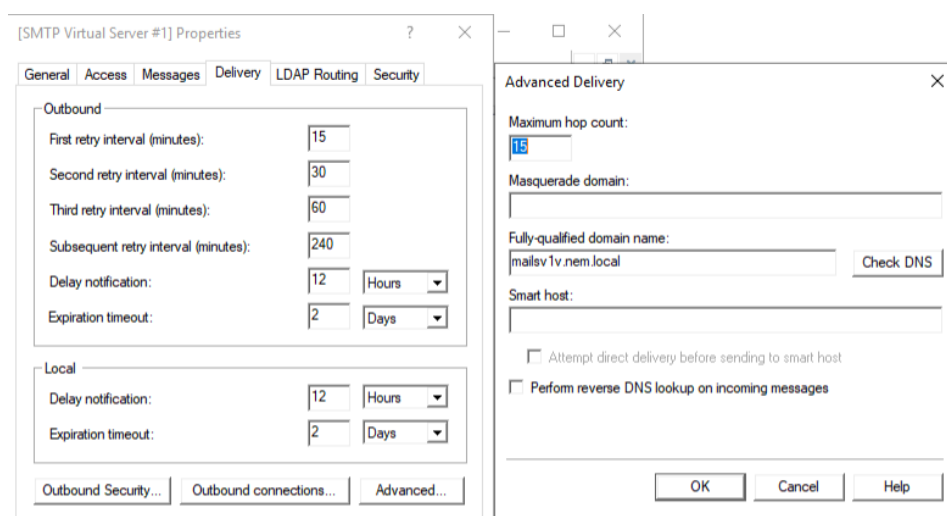 [SMTP Virtual Server #1] Properties
General Access Messages Delivery LDAP Routing Security
Outbound
First retry interval (minutes): 15
Second retry interval (minutes): 30
Third retry interval (minutes): 60
Subsequent retry interval (minutes): 240
Delay notification: 12 Hours
Expiration timeout: 2 Days
Local
Delay notification: 12 Hours
Expiration timeout: 2 Days
Outbound Security... Outbound connections... Advanced...
Advanced Delivery
Maximum hop count:
15
Masquerade domain:
Fully-qualified domain name:
mailsv1v.nem.local Check DNS
Smart host:
Attempt direct delivery before sending to smart host
Perform reverse DNS lookup on incoming messages
OK Cancel Help